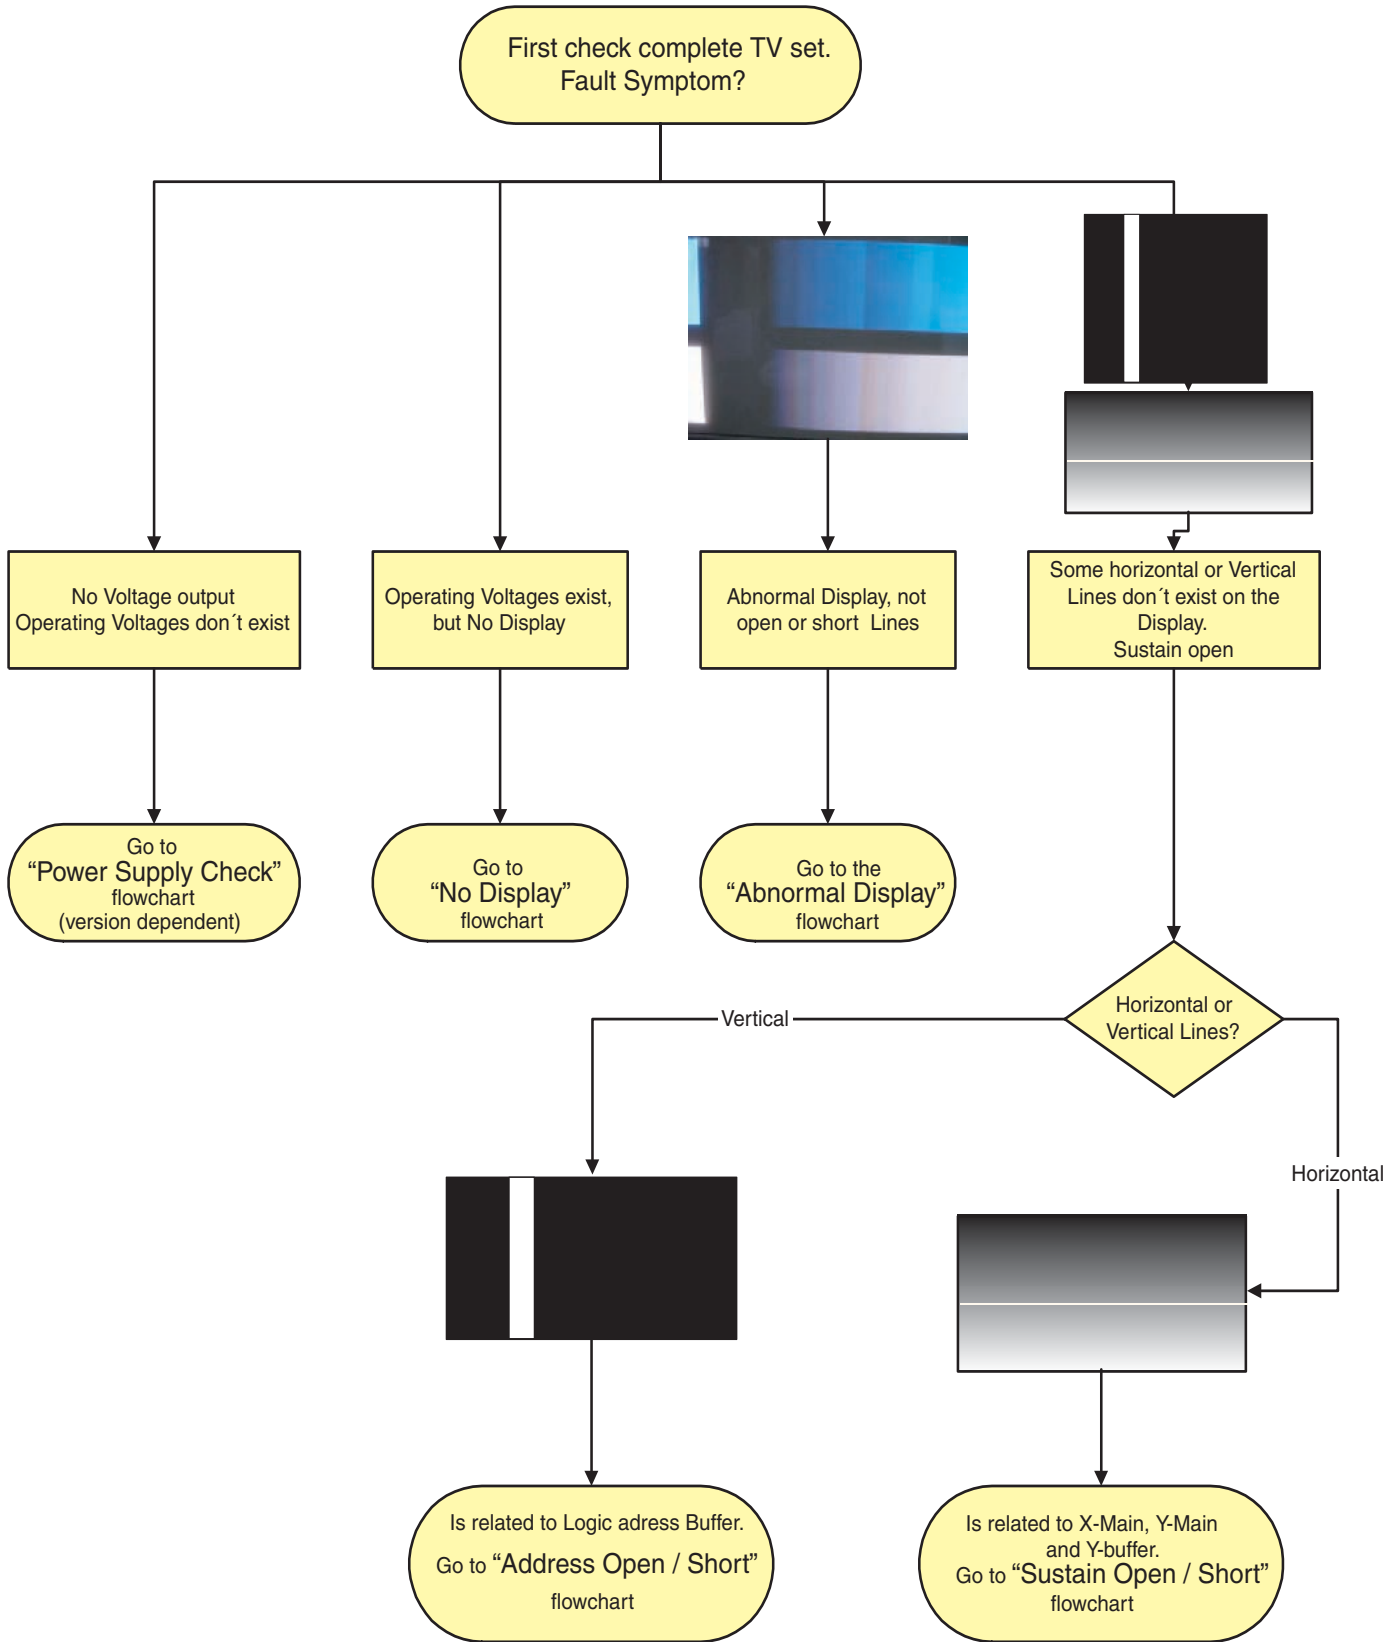 First check complete TV set.
Fault Symptom?
No Voltage output
Operating Voltages don´t exist
Operating Voltages exist,
but No Display
Abnormal Display, not
open or short Lines
Some horizontal or Vertical
Lines don´t exist on the
Display.
Sustain open
Go to
“Power Supply Check”
flowchart
(version dependent)
Go to
“No Display”
flowchart
Go to the
“Abnormal Display”
flowchart
Horizontal or
Vertical Lines?
Vertical
Horizontal
Is related to Logic adress Buffer.
Go to “Address Open / Short”
flowchart
Is related to X-Main, Y-Main
and Y-buffer.
Go to “Sustain Open / Short”
flowchart